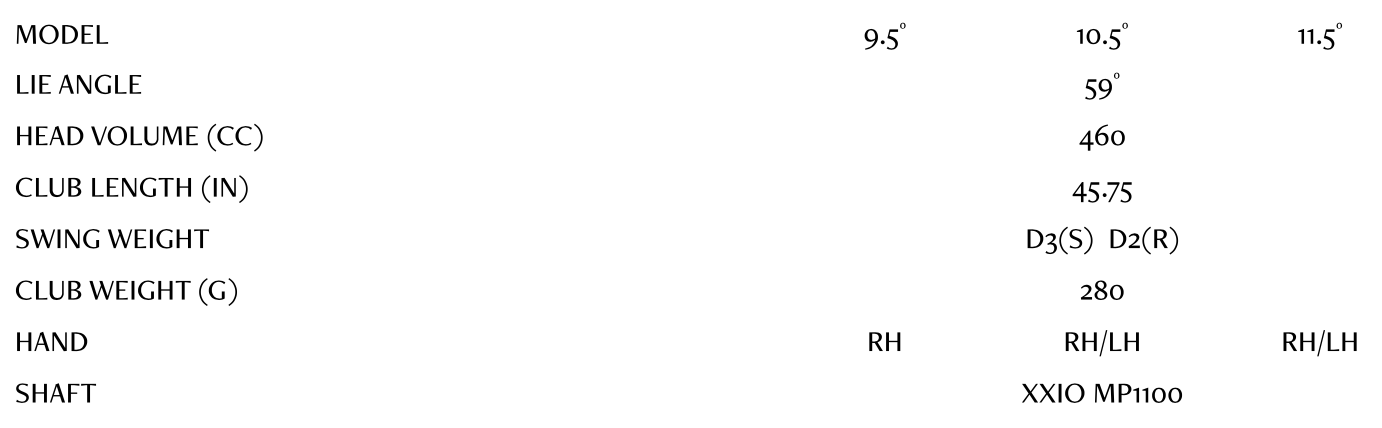 MODEL 9.5° 10.5° 11.5°
LIE ANGLE 59°
HEAD VOLUME (CC) 460
CLUB LENGTH (IN) 45.75
SWING WEIGHT D3(S) D2(R)
CLUB WEIGHT (G) 280
HAND RH RH/LH RH/LH
SHAFT XXIO MP1100